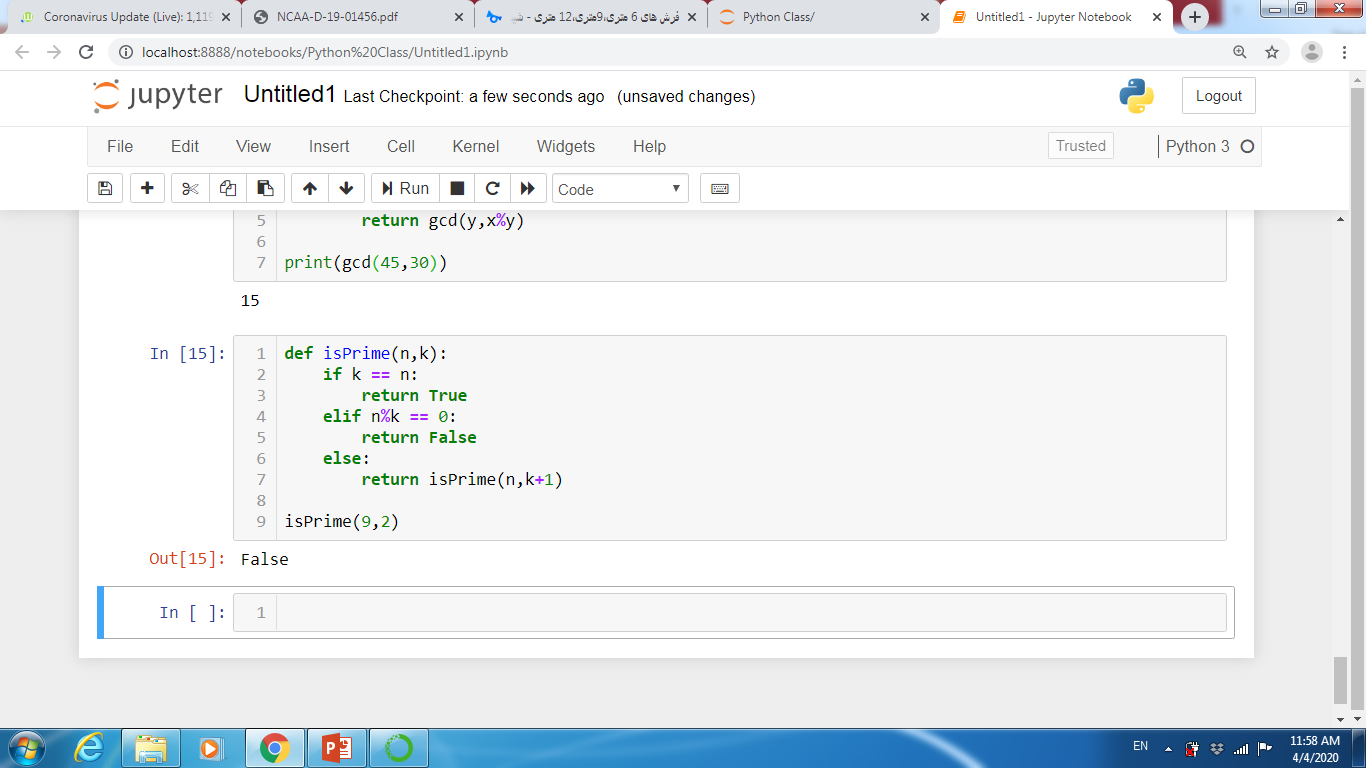 Coronavirus Update (Live): 1,119
NCAA-D-19-01456.pdf
فرش های 6 متری،9متری،12 متری - شی
Python Class/
Untitled1 - Jupyter Notebook
localhost:8888/notebooks/Python%20Class/Untitled1.ipynb
jupyter Untitled1 Last Checkpoint: a few seconds ago (unsaved changes)
Logout
File Edit View Insert Cell Kernel Widgets Help
Trusted
Python 3
Run
Code
5 return gcd(y,x%y)
6
7 print(gcd(45,30))
15
In [15]:
1 def isPrime(n,k):
2 if k == n:
3 return True
4 elif n%k == 0:
5 return False
6 else:
7 return isPrime(n,k+1)
8
9 isPrime(9,2)
Out[15]: False
In [ ]: 1
EN
11:58 AM
4/4/2020